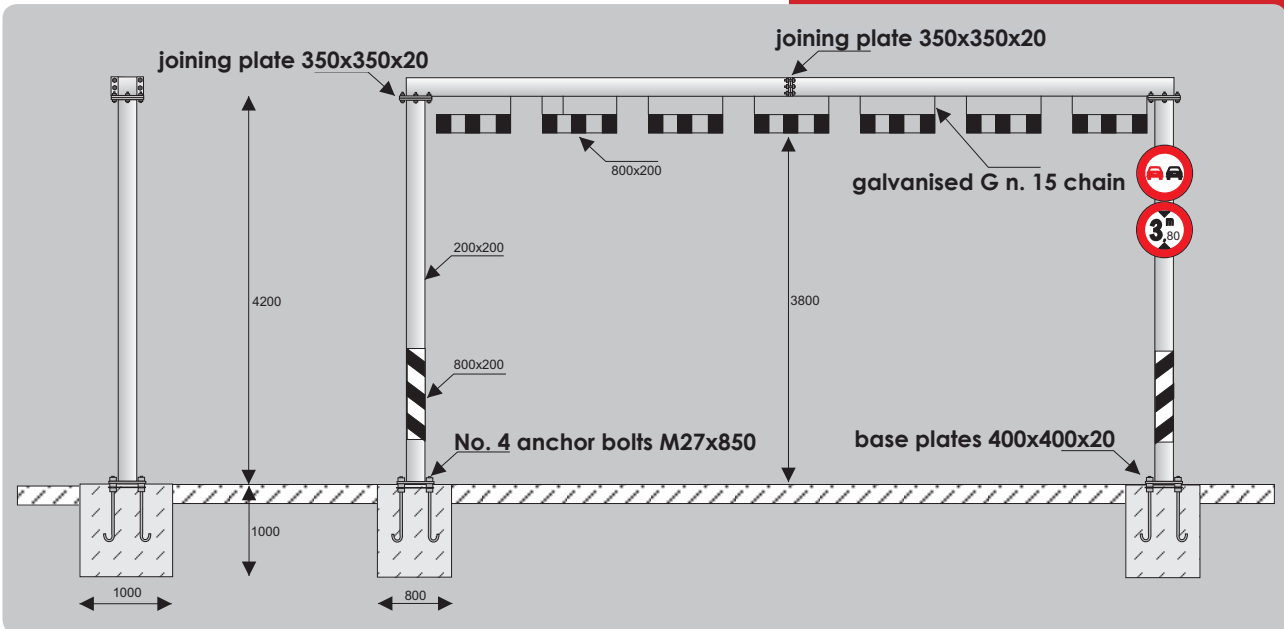 joining plate 350x350x20
joining plate 350x350x20
800x200
galvanised G n. 15 chain
3 m ,80
200x200
4200
3800
800x200
No. 4 anchor bolts M27x850
base plates 400x400x20
1000
1000
800